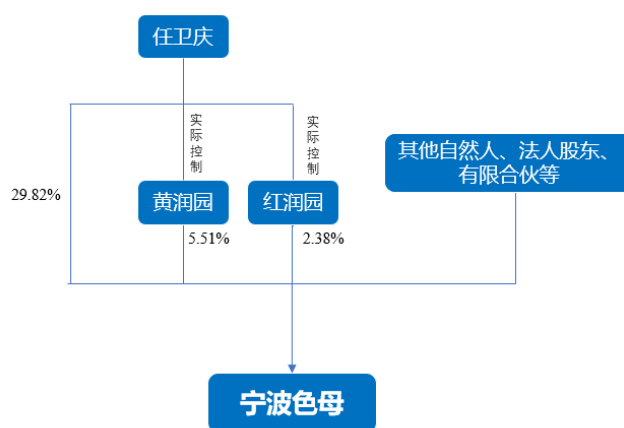 任卫庆
实际控制
实际控制
其他自然人、法人股东、
有限合伙等
29.82%
黄润园
红润园
5.51%
2.38%
宁波色母